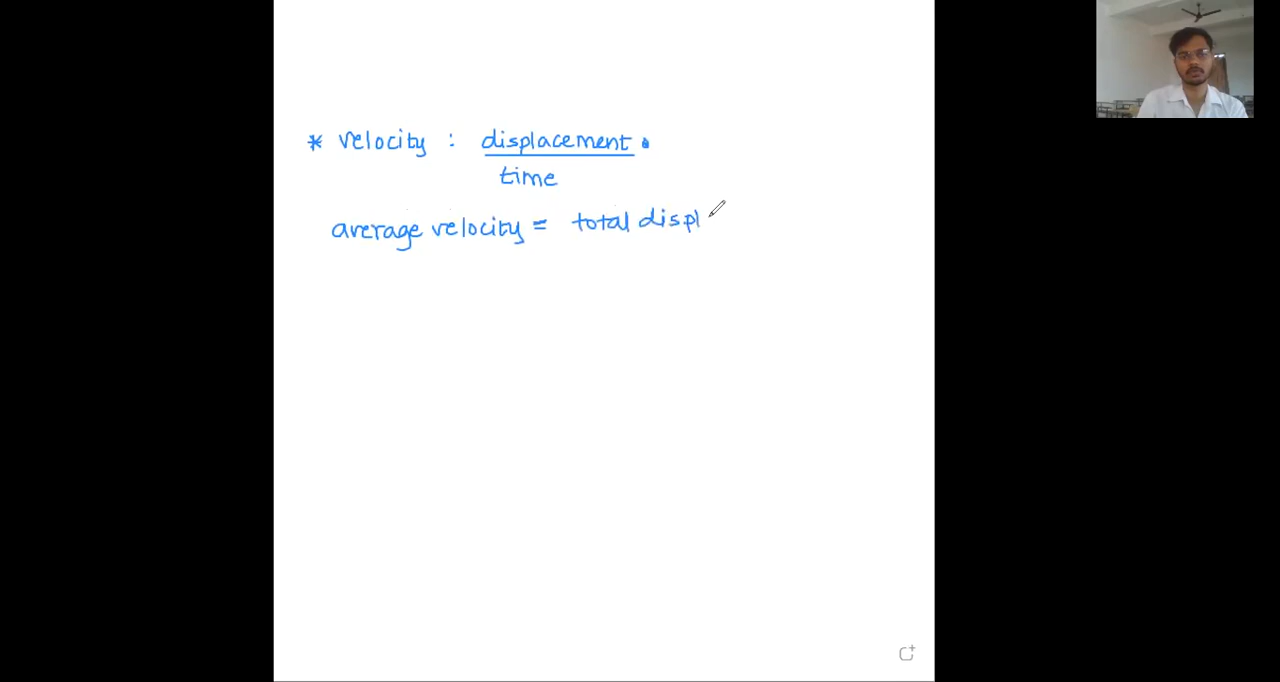 * velocity : displacement .
time
average velocity = total displ